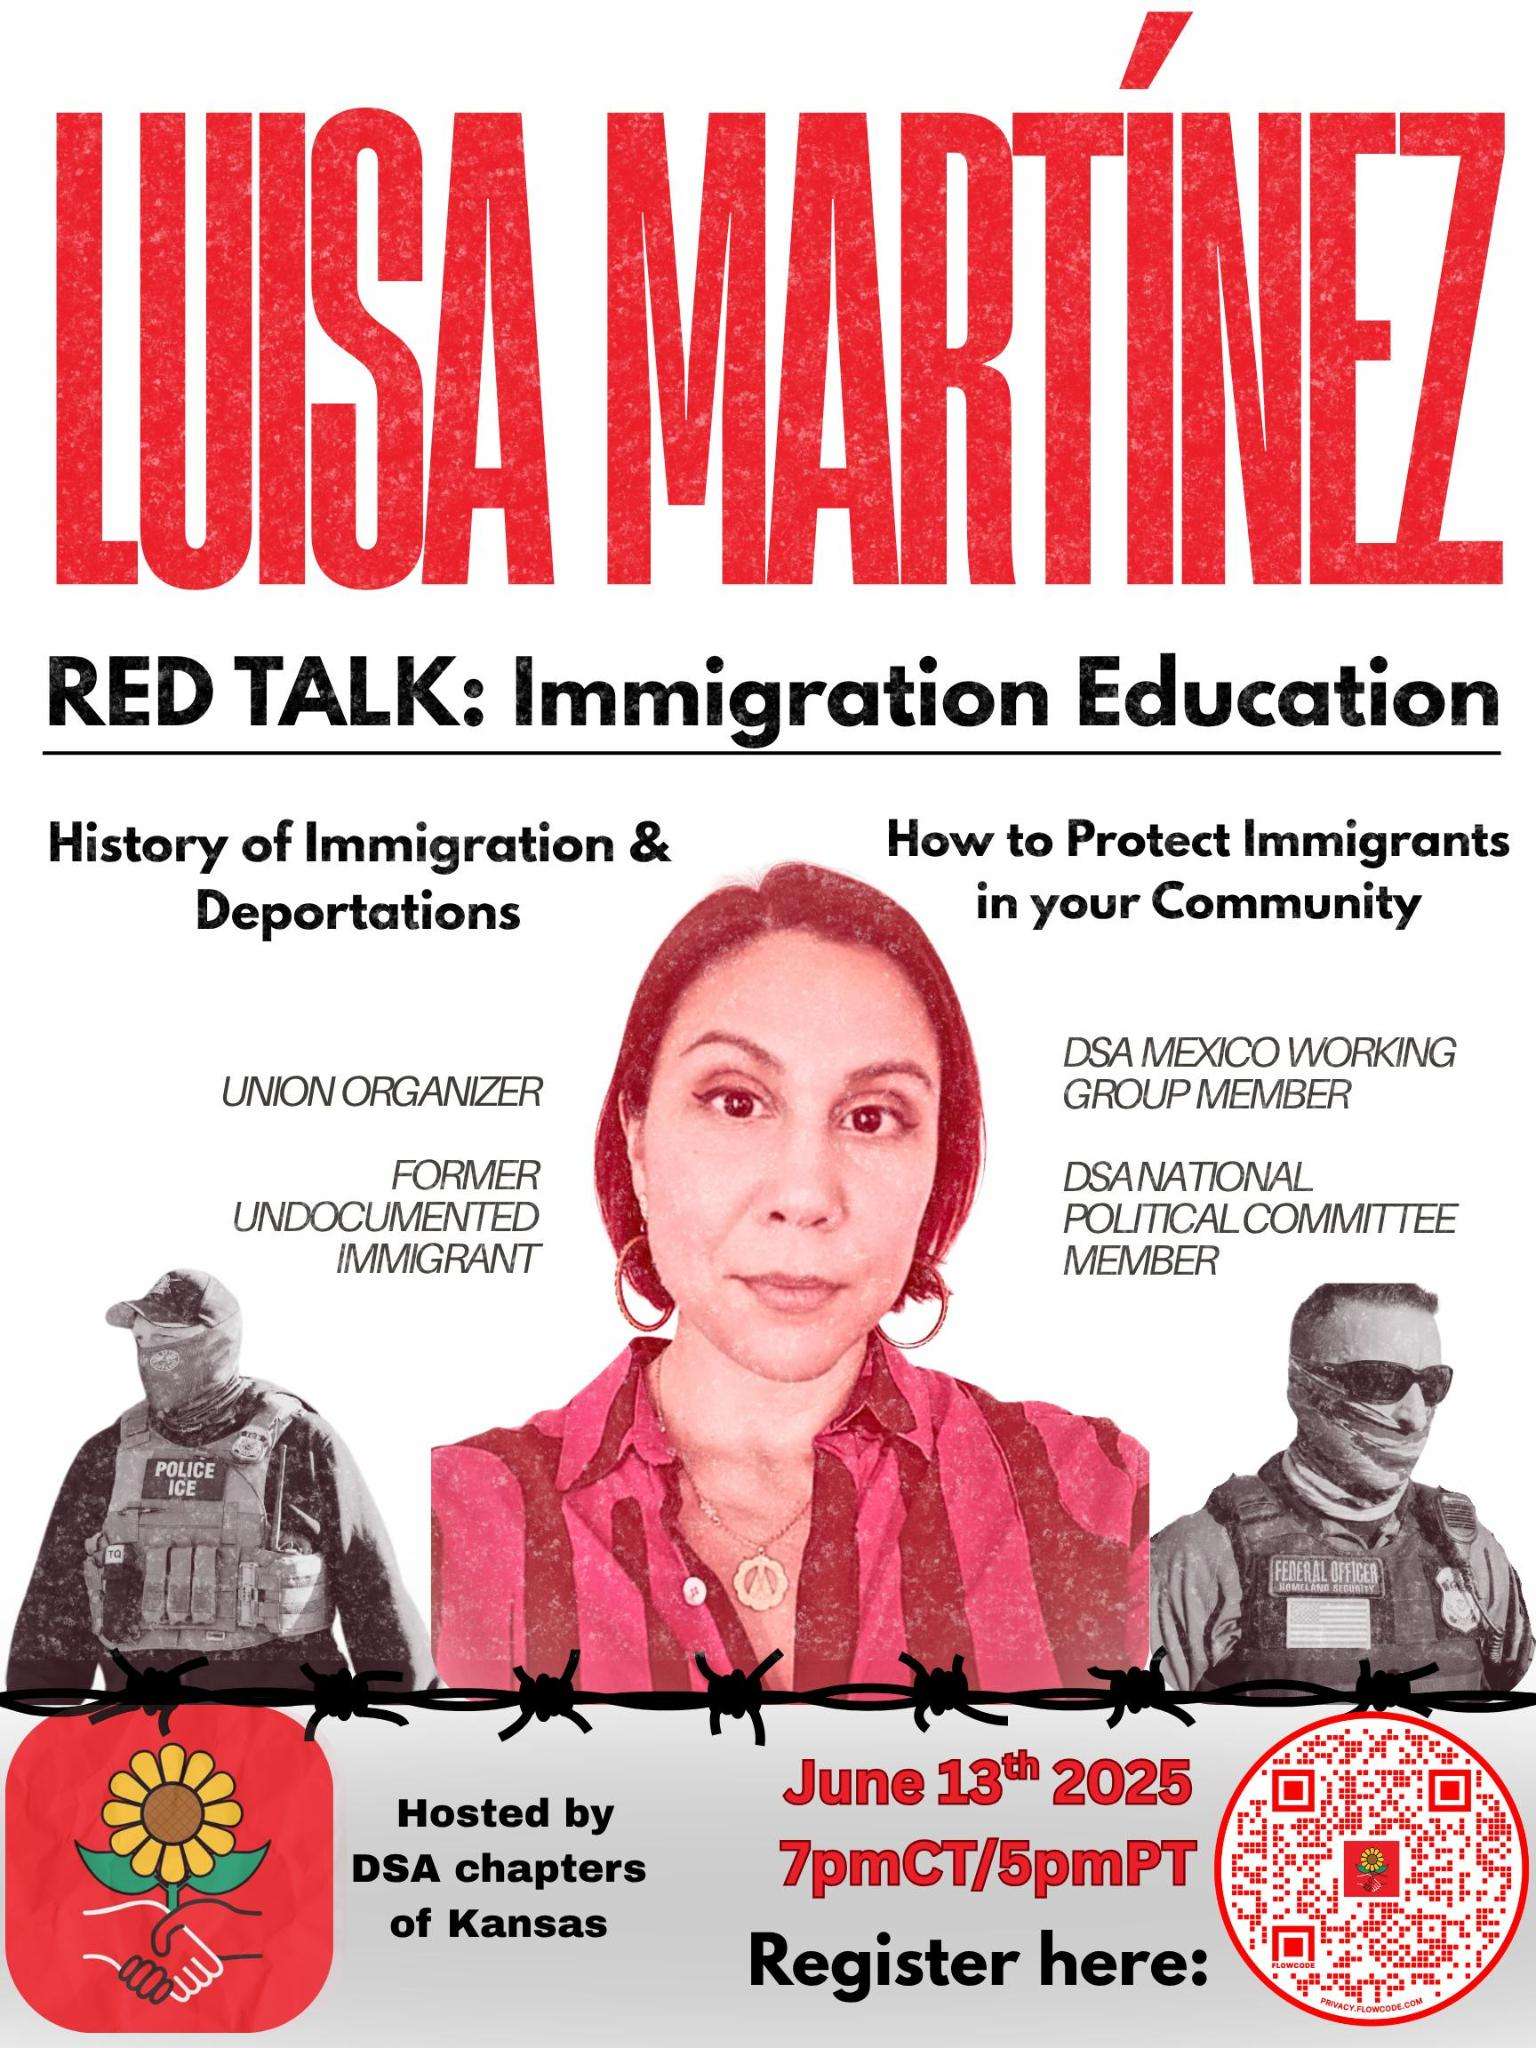 LUISA MARTÍNEZ
RED TALK: Immigration Education
History of Immigration &
Deportations
How to Protect Immigrants
in your Community
UNION ORGANIZER
FORMER
UNDOCUMENTED
IMMIGRANT
DSA MEXICO WORKING
GROUP MEMBER
DSA NATIONAL
POLITICAL COMMITTEE
MEMBER
POLICE
ICE
TQ
FEDERAL OFFICER
HOMELAND SECURITY
Hosted by
DSA chapters
of Kansas
June 13th 2025
7pmCT/5pmPT
Register here:
FLOWCODE
PRIVACY.FLOWCODE.COM